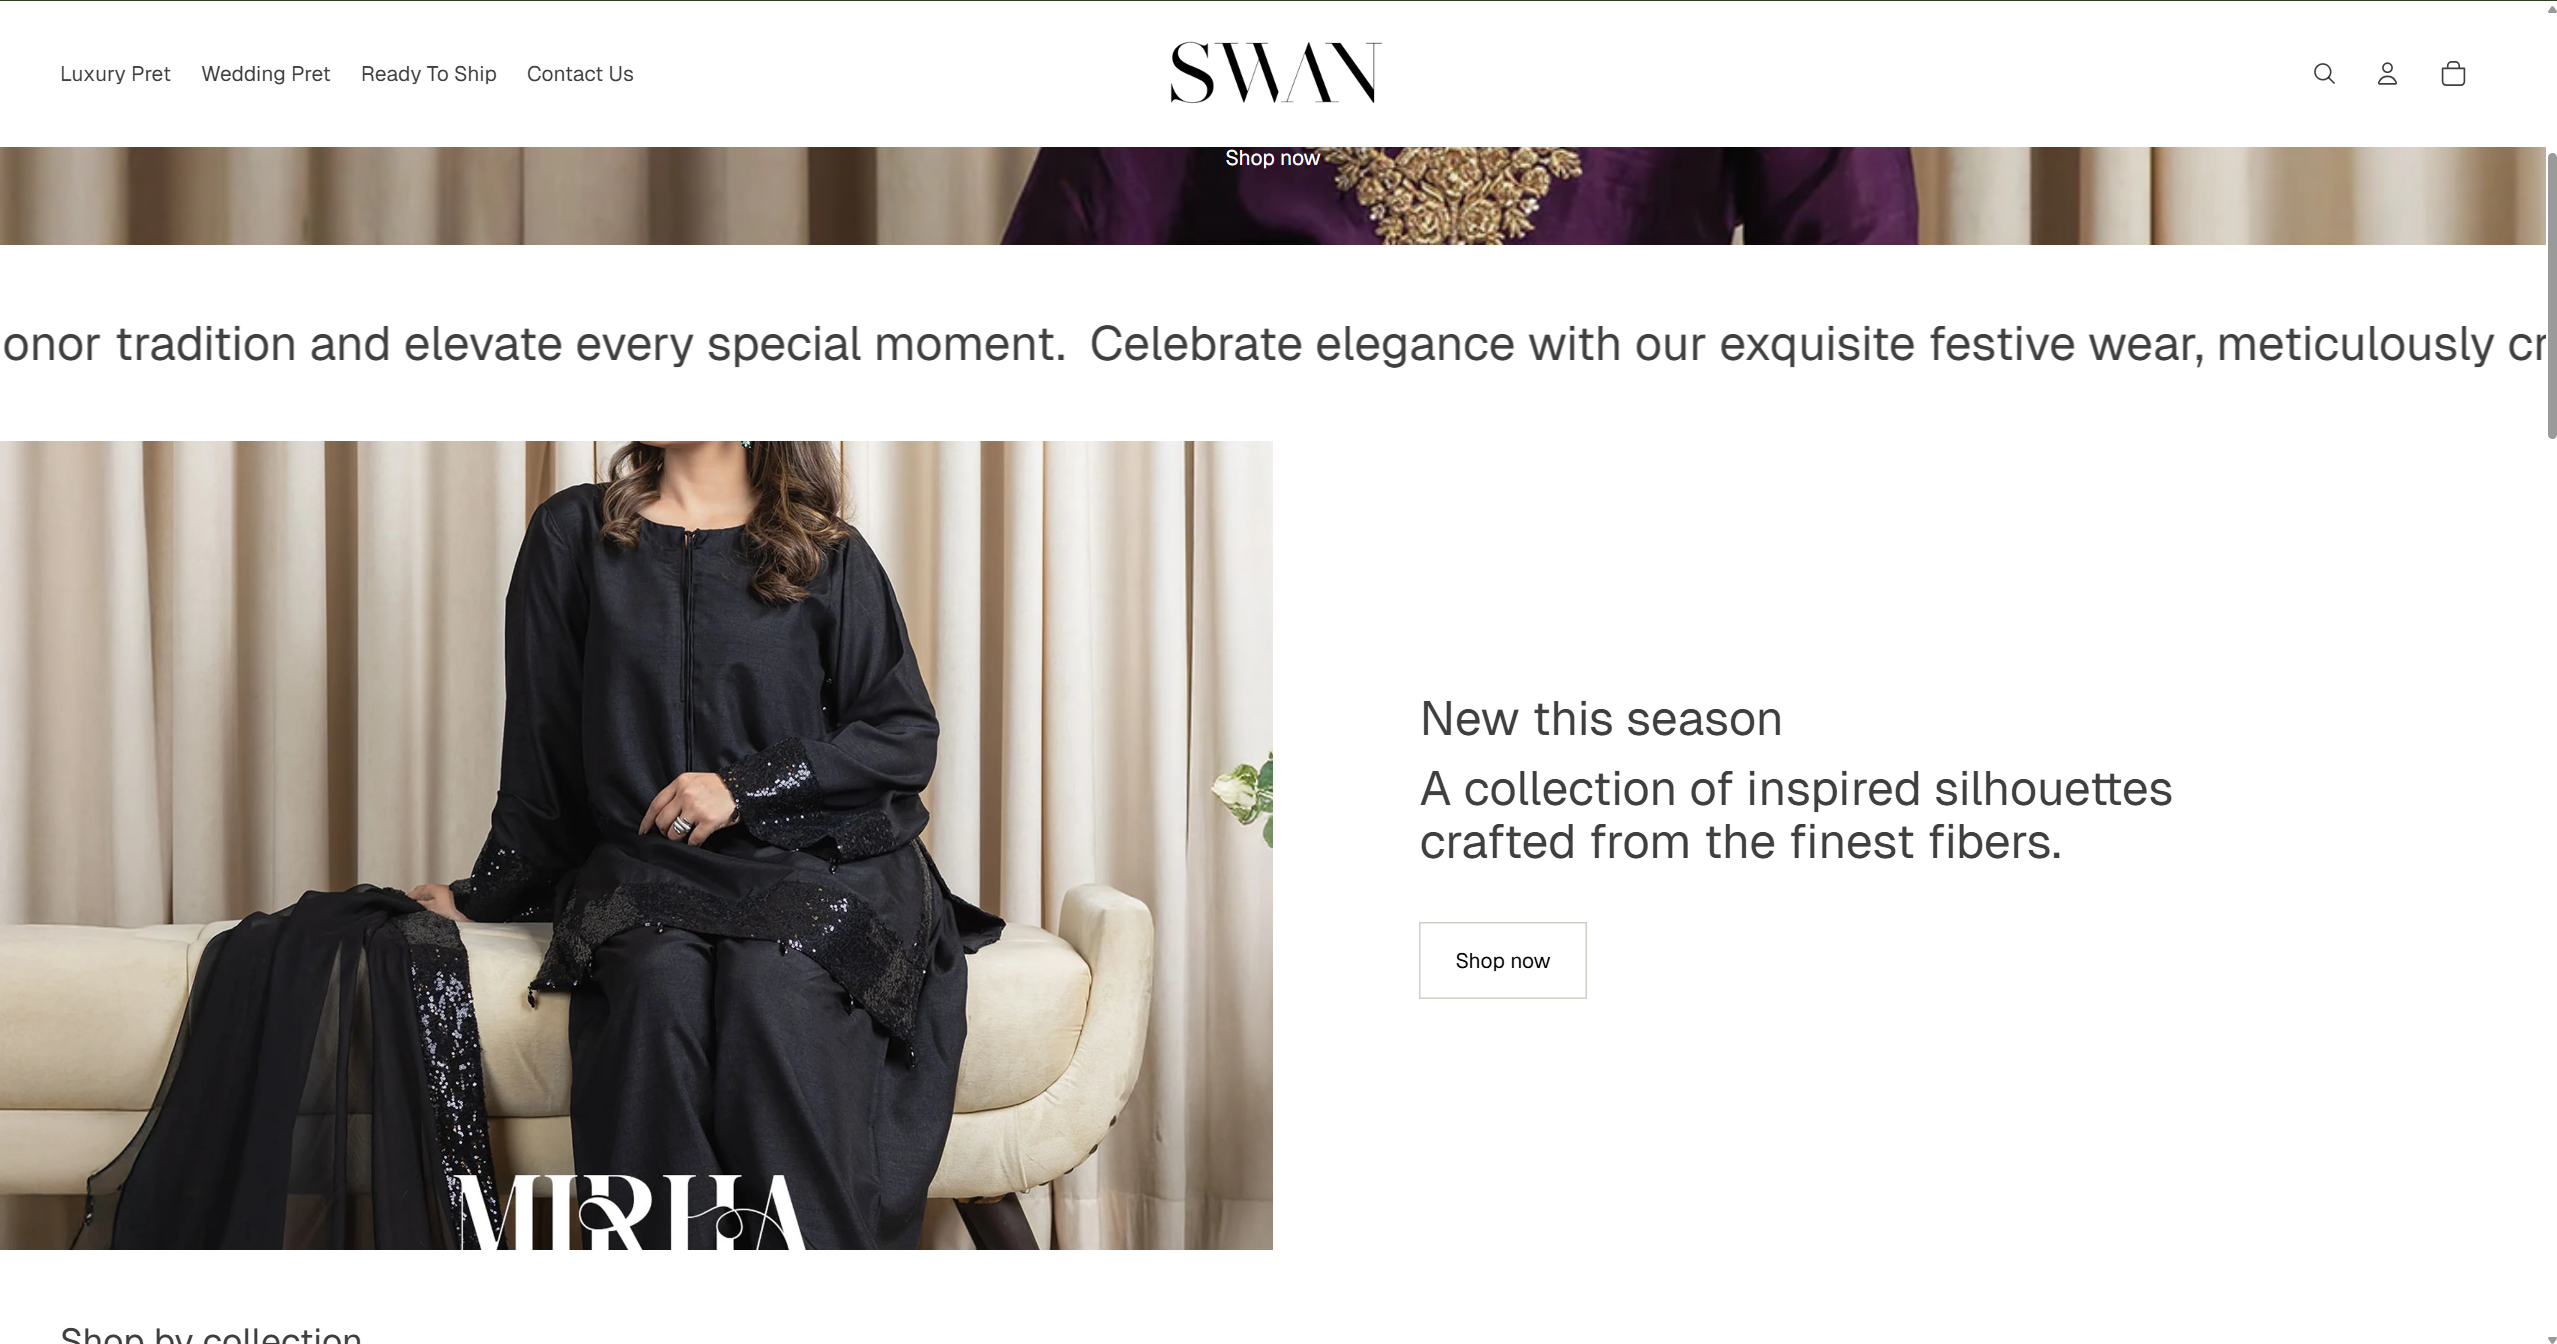 Luxury Pret
Wedding Pret
Ready To Ship
Contact Us
SWAN
Shop now
onor tradition and elevate every special moment. Celebrate elegance with our exquisite festive wear, meticulously cr
New this season
A collection of inspired silhouettes
crafted from the finest fibers.
Shop now
MIRHA
Shop by collection